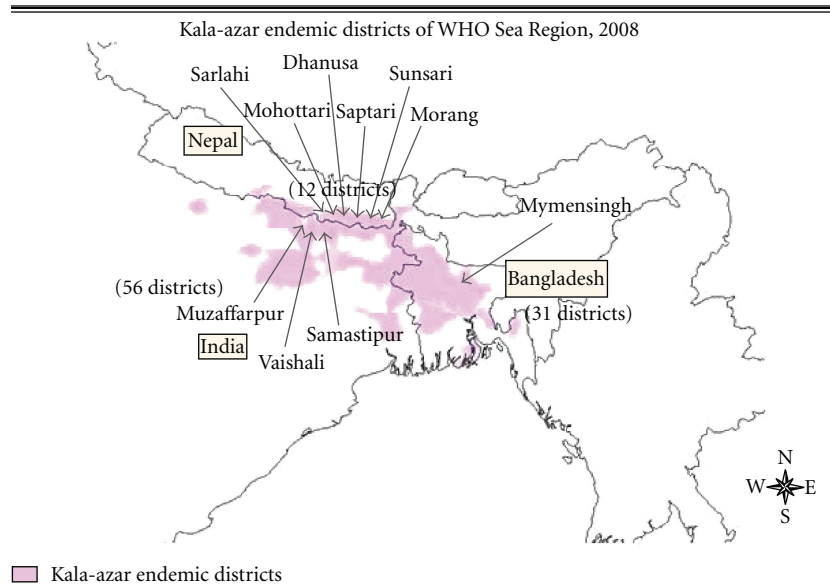 Kala-azar endemic districts of WHO Sea Region, 2008
Dhanusa
Sarlahi
Sunsari
Mohottari
Saptari
Morang
Nepal
(12 districts)
Mymensingh
Bangladesh
(56 districts)
(31 districts)
Muzaffarpur
Samastipur
India
Vaishali
N
W
E
S
Kala-azar endemic districts